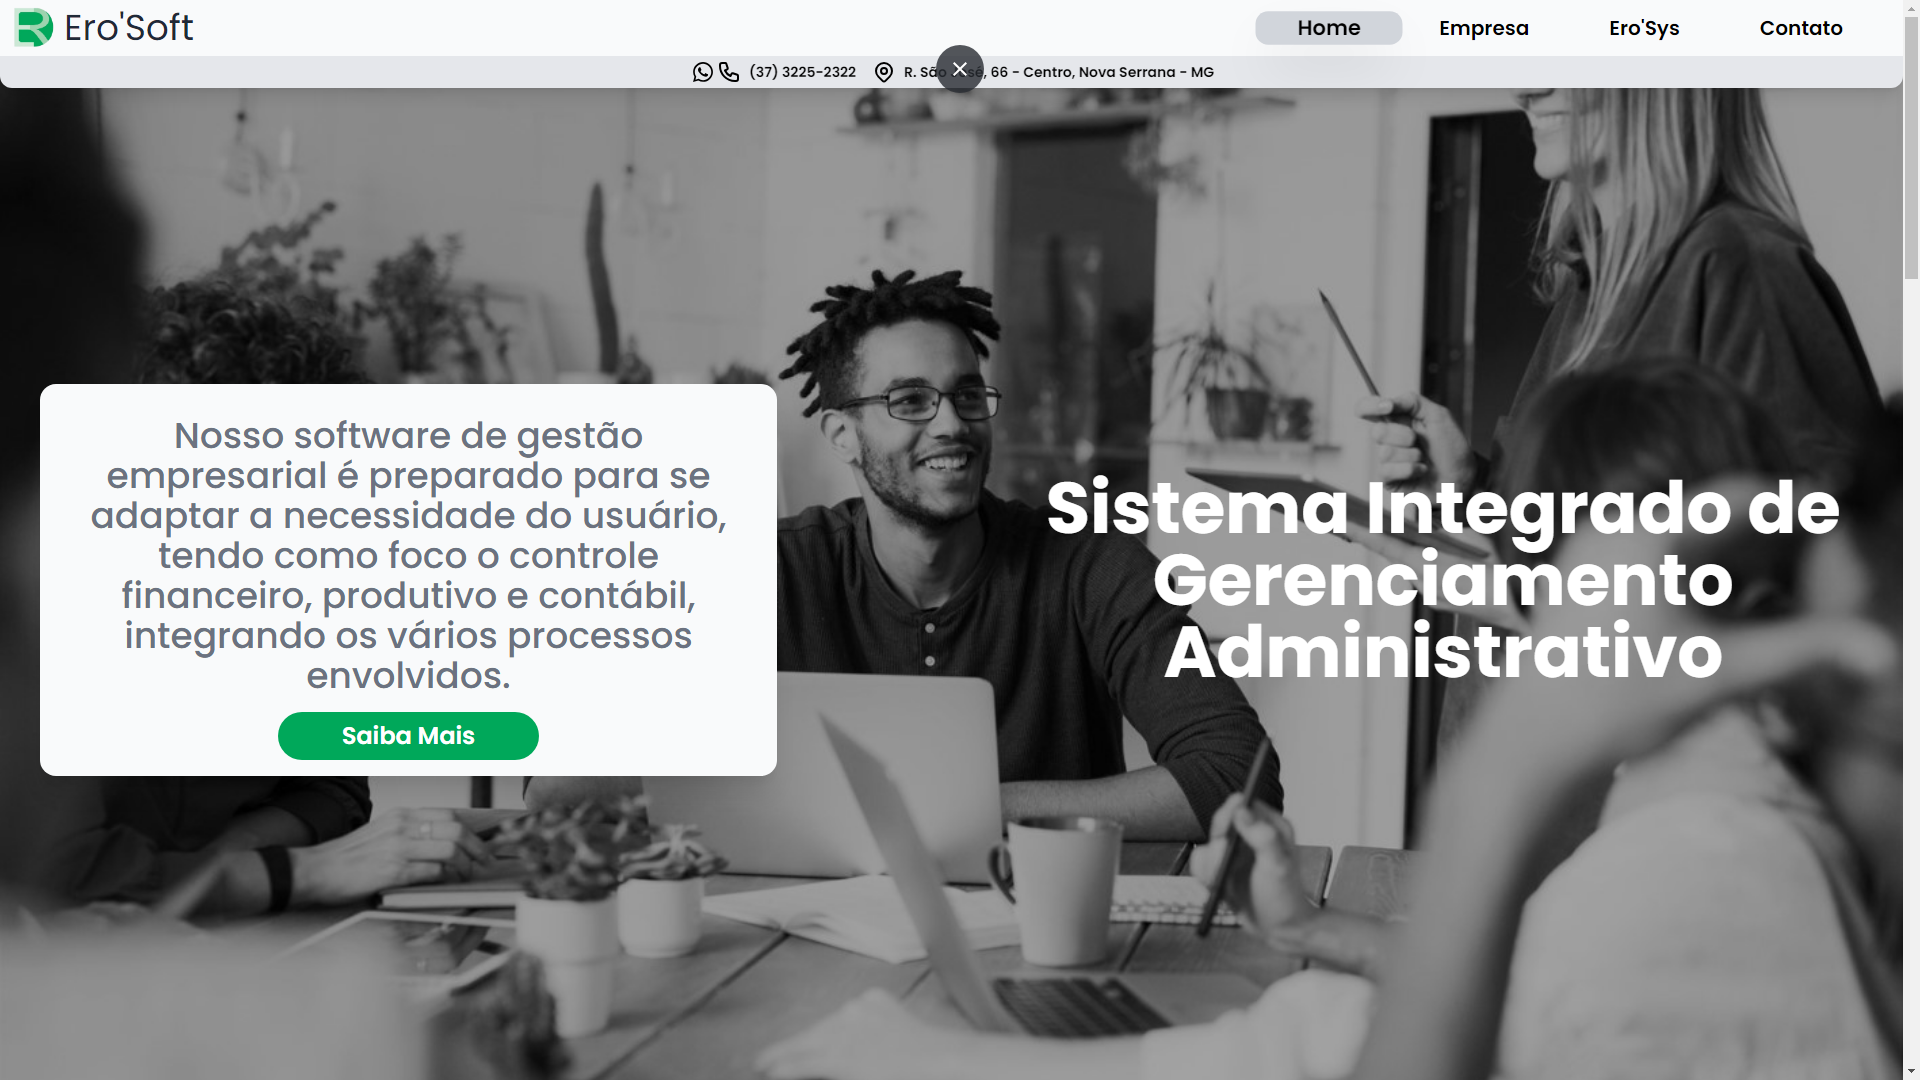 Ero'Soft
Home
Empresa
Ero'Sys
Contato
(37) 3225-2322
R. São José, 66 - Centro, Nova Serrana - MG
Nosso software de gestão
empresarial é preparado para se
adaptar a necessidade do usuário,
tendo como foco o controle
financeiro, produtivo e contábil,
integrando os vários processos
envolvidos.
Saiba Mais
Sistema Integrado de
Gerenciamento
Administrativo